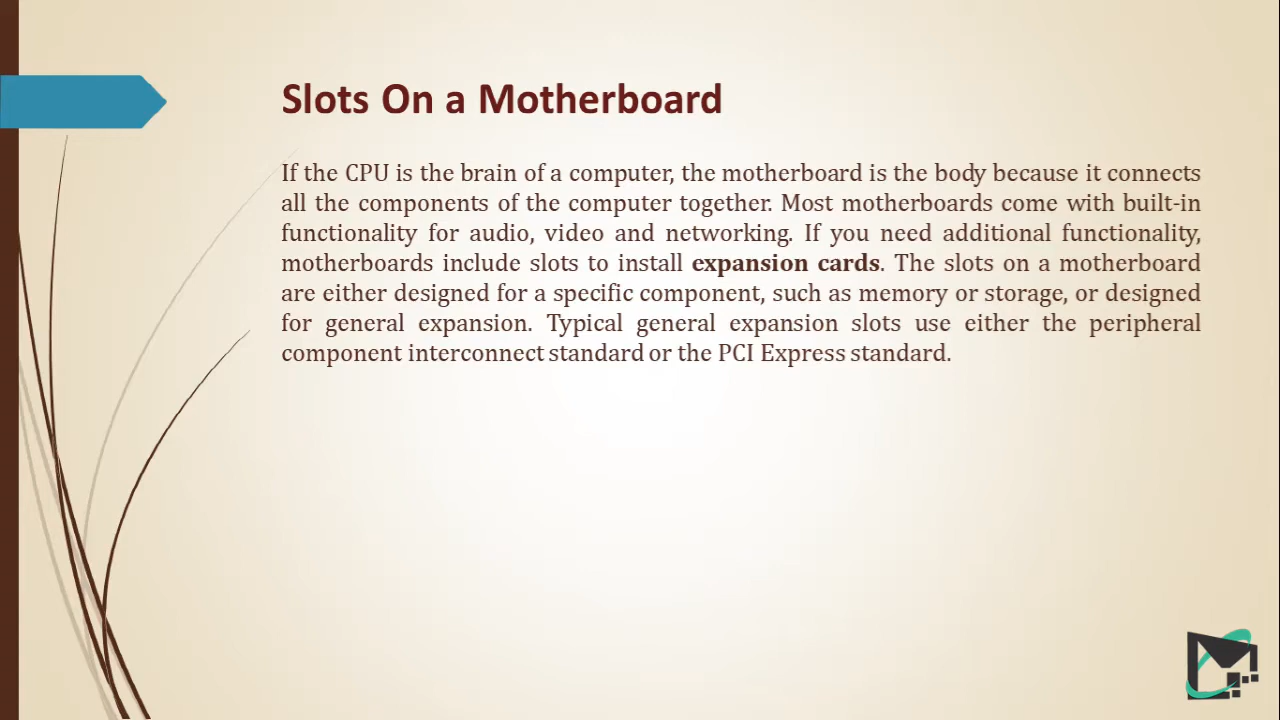 Slots On a Motherboard
If the CPU is the brain of a computer, the motherboard is the body because it connects
all the components of the computer together. Most motherboards come with built-in
functionality for audio, video and networking. If you need additional functionality,
motherboards include slots to install expansion cards. The slots on a motherboard
are either designed for a specific component, such as memory or storage, or designed
for general expansion. Typical general expansion slots use either the peripheral
component interconnect standard or the PCI Express standard.